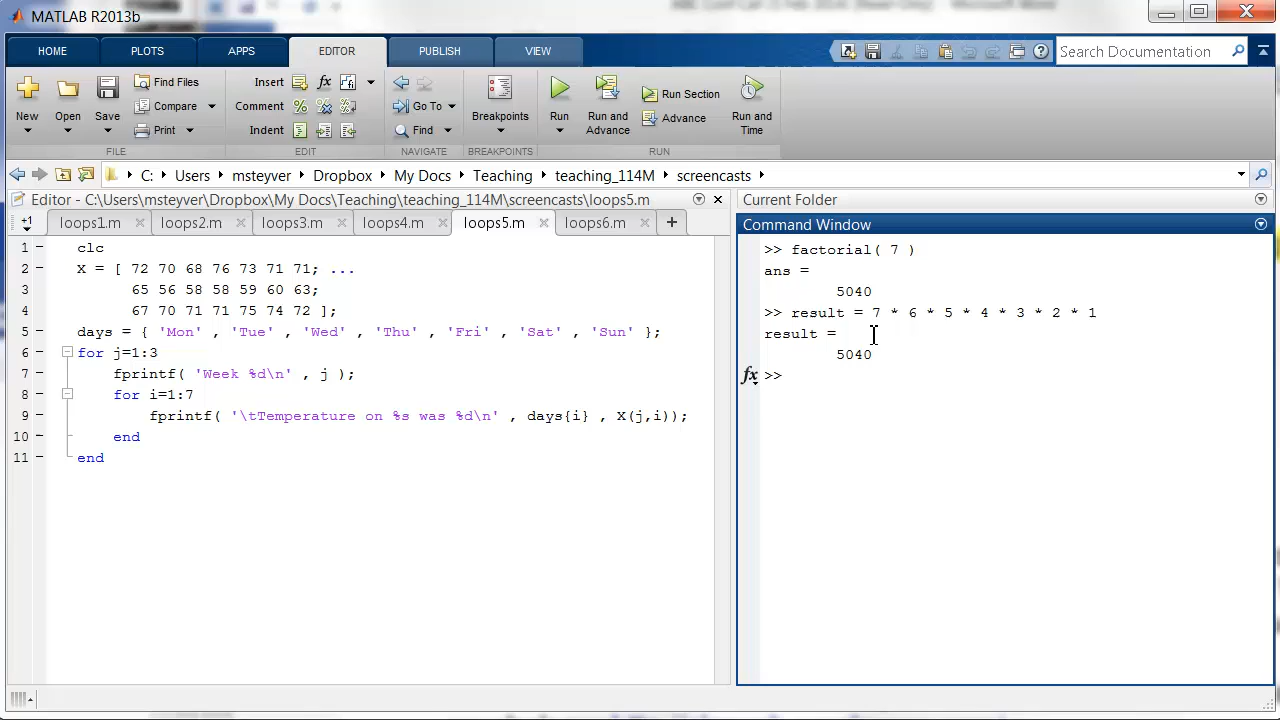 MATLAB R2013b
HOME PLOTS APPS EDITOR PUBLISH VIEW Search Documentation
New Open Save Find Files Compare Print Insert Comment Indent Go To Find Breakpoints Run Run and Advance Run Section Advance Run and Time
FILE EDIT NAVIGATE BREAKPOINTS RUN
C: Users msteyver Dropbox My Docs Teaching teaching_114M screencasts
Editor - C:\Users\msteyver\Dropbox\My Docs\Teaching\teaching_114M\screencasts\loops5.m
+1 loops1.m loops2.m loops3.m loops4.m loops5.m loops6.m
1 clc
2 X = [ 72 70 68 76 73 71 71; ...
3 65 56 58 58 59 60 63;
4 67 70 71 71 75 74 72 ];
5 days = { 'Mon' , 'Tue' , 'Wed' , 'Thu' , 'Fri' , 'Sat' , 'Sun' };
6 for j=1:3
7 fprintf( 'Week %d\n' , j );
8 for i=1:7
9 fprintf( '\tTemperature on %s was %d\n' , days{i} , X(j,i));
10 end
11 end
Current Folder
Command Window
>> factorial( 7 )
ans =
5040
>> result = 7 * 6 * 5 * 4 * 3 * 2 * 1
result =
5040
fx >>